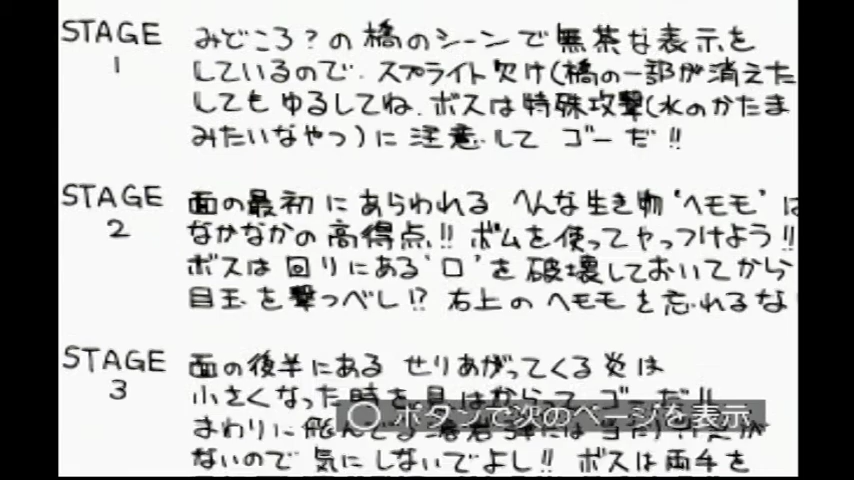 STAGE 1
みどころ？の橋のシーンで無茶な表示を
しているので、スプライト欠け(橋の一部が消えた
してもゆるしてね。ボスは特殊攻撃(水のかたま
みたいなやつ)に注意してゴーだ!!
STAGE 2
面の最初にあらわれるへんな生き物'ヘモモ'は
なかなかの高得点!!ボムを使ってやっつけよう!!
ボスは回りにある'口'を破壊しておいてから
目玉を撃つべし!?右上のヘモモを忘れるな
STAGE 3
面の後半にあるせりあがってくる炎は
小さくなった時を見はからってゴーだ!!
○ボタンで次のページを表示
まわりに飛んでる
ないので気にしないでよし!!ボスは両手を